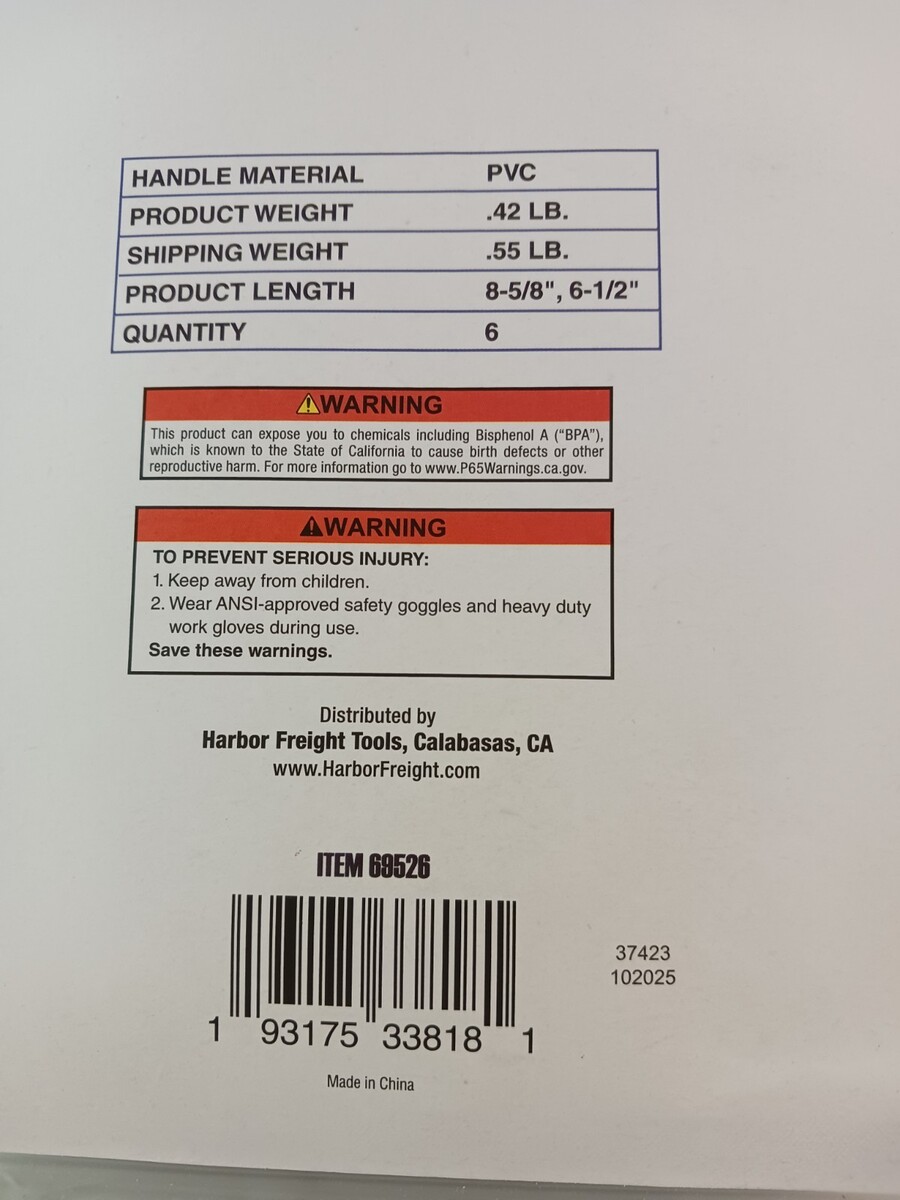 HANDLE MATERIAL PVC
PRODUCT WEIGHT .42 LB.
SHIPPING WEIGHT .55 LB.
PRODUCT LENGTH 8-5/8", 6-1/2"
QUANTITY 6
⚠WARNING
This product can expose you to chemicals including Bisphenol A (“BPA”),
which is known to the State of California to cause birth defects or other
reproductive harm. For more information go to www.P65Warnings.ca.gov.
⚠WARNING
TO PREVENT SERIOUS INJURY:
1. Keep away from children.
2. Wear ANSI-approved safety goggles and heavy duty
work gloves during use.
Save these warnings.
Distributed by
Harbor Freight Tools, Calabasas, CA
www.HarborFreight.com
ITEM 69526
37423
102025
1 93175 33818 1
Made in China